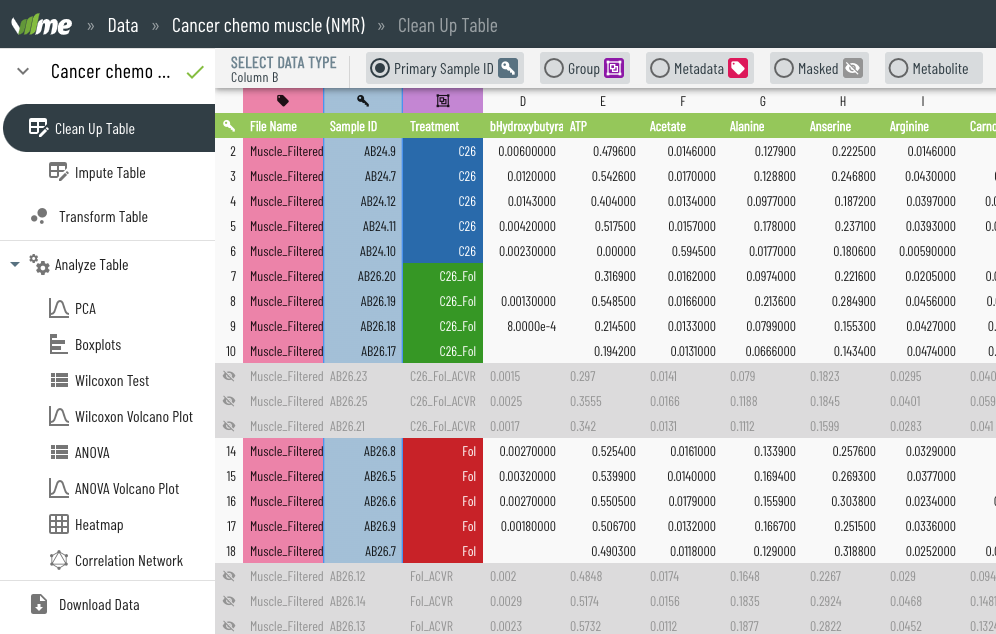 Viime » Data » Cancer chemo muscle (NMR) » Clean Up Table
Cancer chemo ...
Clean Up Table
Impute Table
Transform Table
Analyze Table
PCA
Boxplots
Wilcoxon Test
Wilcoxon Volcano Plot
ANOVA
ANOVA Volcano Plot
Heatmap
Correlation Network
Download Data
SELECT DATA TYPE
Column B
Primary Sample ID Group Metadata Masked Metabolite
D E F G H I
File Name Sample ID Treatment bHydroxybutyra ATP Acetate Alanine Anserine Arginine Carno
2 Muscle_Filtered AB24.9 C26 0.00600000 0.479600 0.0146000 0.127900 0.222500 0.0146000
3 Muscle_Filtered AB24.7 C26 0.0120000 0.542600 0.0170000 0.128800 0.246800 0.0430000 0
4 Muscle_Filtered AB24.12 C26 0.0143000 0.404000 0.0134000 0.0977000 0.187200 0.0397000 0.0
5 Muscle_Filtered AB24.11 C26 0.00420000 0.517500 0.0157000 0.178000 0.237100 0.0393000 0.
6 Muscle_Filtered AB24.10 C26 0.00230000 0.00000 0.594500 0.0177000 0.180600 0.00590000 0.
7 Muscle_Filtered AB26.20 C26_Fol 0.316900 0.0162000 0.0974000 0.221600 0.0205000 0.0
8 Muscle_Filtered AB26.19 C26_Fol 0.00130000 0.548500 0.0166000 0.213600 0.284900 0.0456000 0.
9 Muscle_Filtered AB26.18 C26_Fol 8.0000e-4 0.214500 0.0133000 0.0799000 0.155300 0.0427000 0.
10 Muscle_Filtered AB26.17 C26_Fol 0.194200 0.0131000 0.0666000 0.143400 0.0474000 0.
Muscle_Filtered AB26.23 C26_Fol_ACVR 0.0015 0.297 0.0141 0.079 0.1823 0.0295 0.040
Muscle_Filtered AB26.25 C26_Fol_ACVR 0.0025 0.3555 0.0166 0.1188 0.1845 0.0401 0.059
Muscle_Filtered AB26.21 C26_Fol_ACVR 0.0017 0.342 0.0131 0.1112 0.1599 0.0283 0.041
14 Muscle_Filtered AB26.8 Fol 0.00270000 0.525400 0.0161000 0.133900 0.257600 0.0329000
15 Muscle_Filtered AB26.5 Fol 0.00320000 0.539900 0.0140000 0.169400 0.269300 0.0377000
16 Muscle_Filtered AB26.6 Fol 0.00270000 0.550500 0.0179000 0.155900 0.303800 0.0234000
17 Muscle_Filtered AB26.9 Fol 0.00180000 0.506700 0.0132000 0.166700 0.251500 0.0336000
18 Muscle_Filtered AB26.7 Fol 0.490300 0.0118000 0.129000 0.318800 0.0252000 0.0
Muscle_Filtered AB26.12 Fol_ACVR 0.002 0.4848 0.0174 0.1648 0.2267 0.029 0.094
Muscle_Filtered AB26.14 Fol_ACVR 0.0029 0.5174 0.0156 0.1835 0.2924 0.0468 0.1481
Muscle_Filtered AB26.13 Fol_ACVR 0.0023 0.5732 0.0112 0.1877 0.2822 0.0452 0.1324